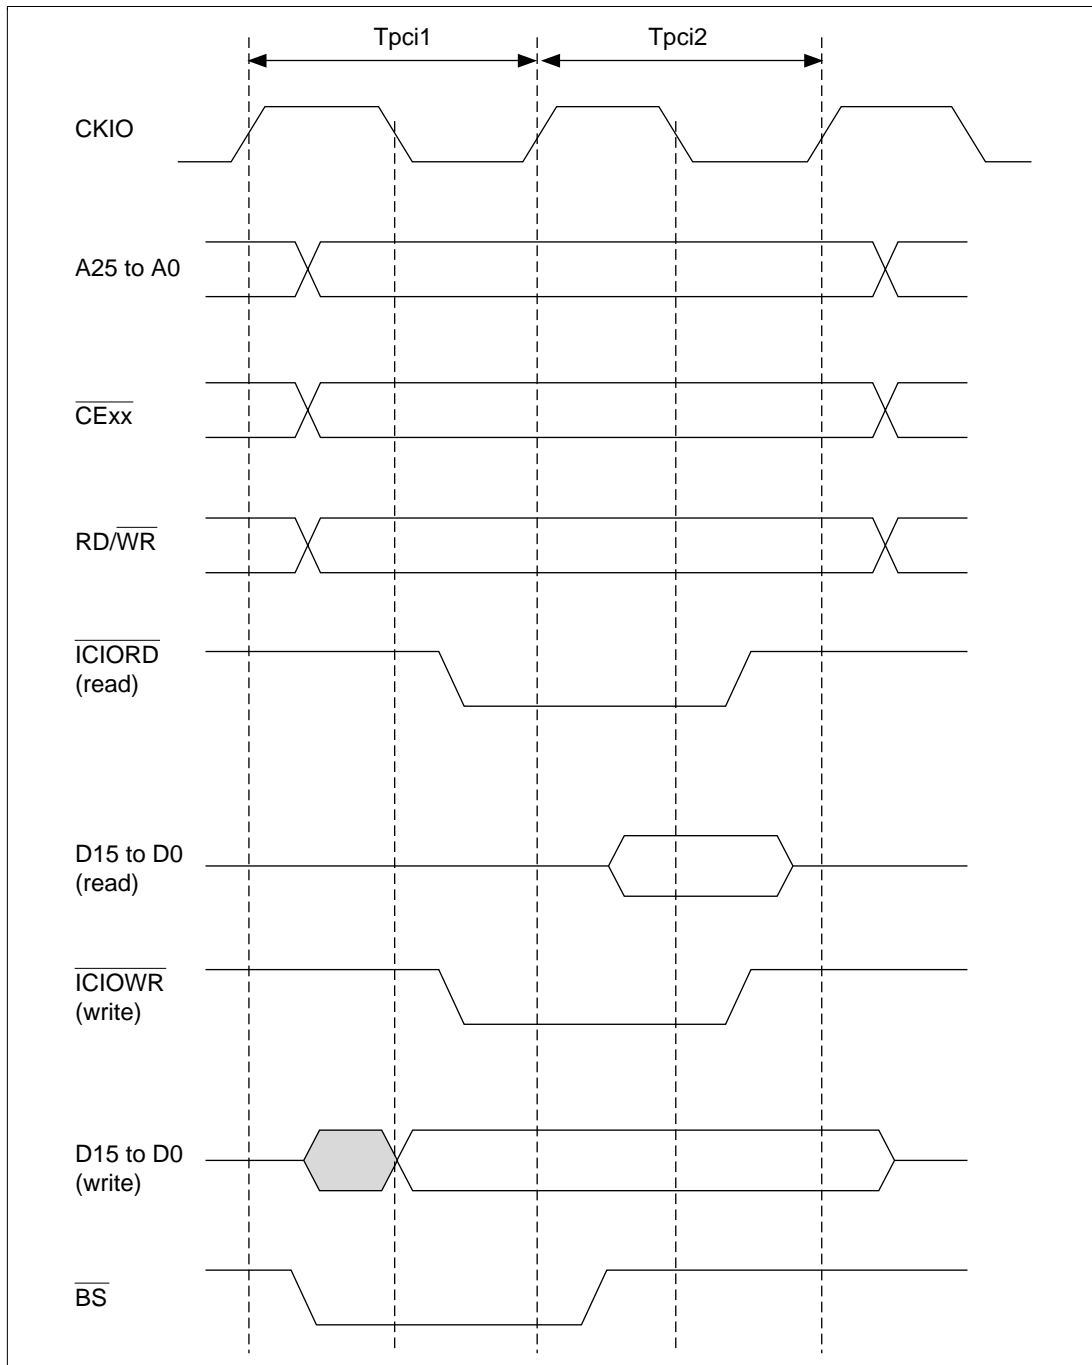 Tpci1 Tpci2
CKIO
A25 to A0
CExx
RD/WR
ICIORD
(read)
D15 to D0
(read)
ICIOWR
(write)
D15 to D0
(write)
BS